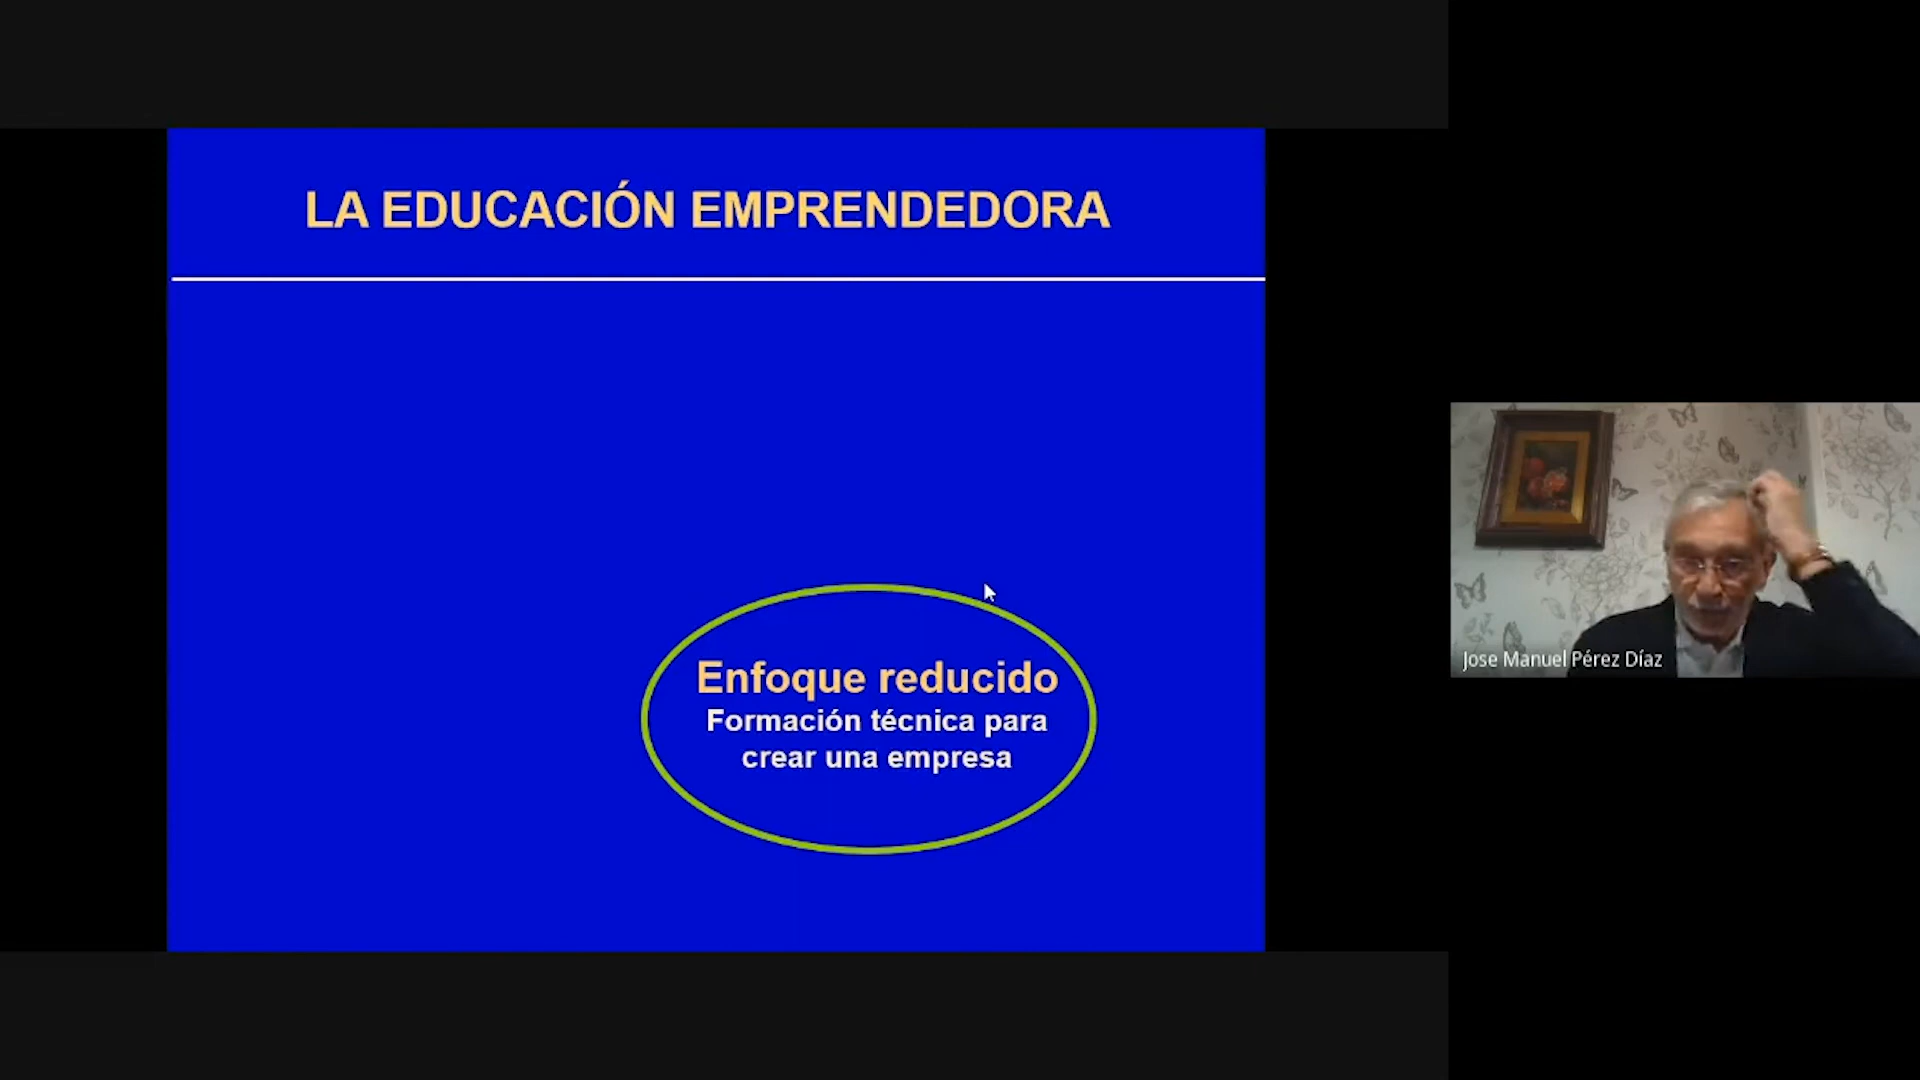 LA EDUCACIÓN EMPRENDEDORA
Enfoque reducido
Formación técnica para
crear una empresa
Jose Manuel Pérez Díaz